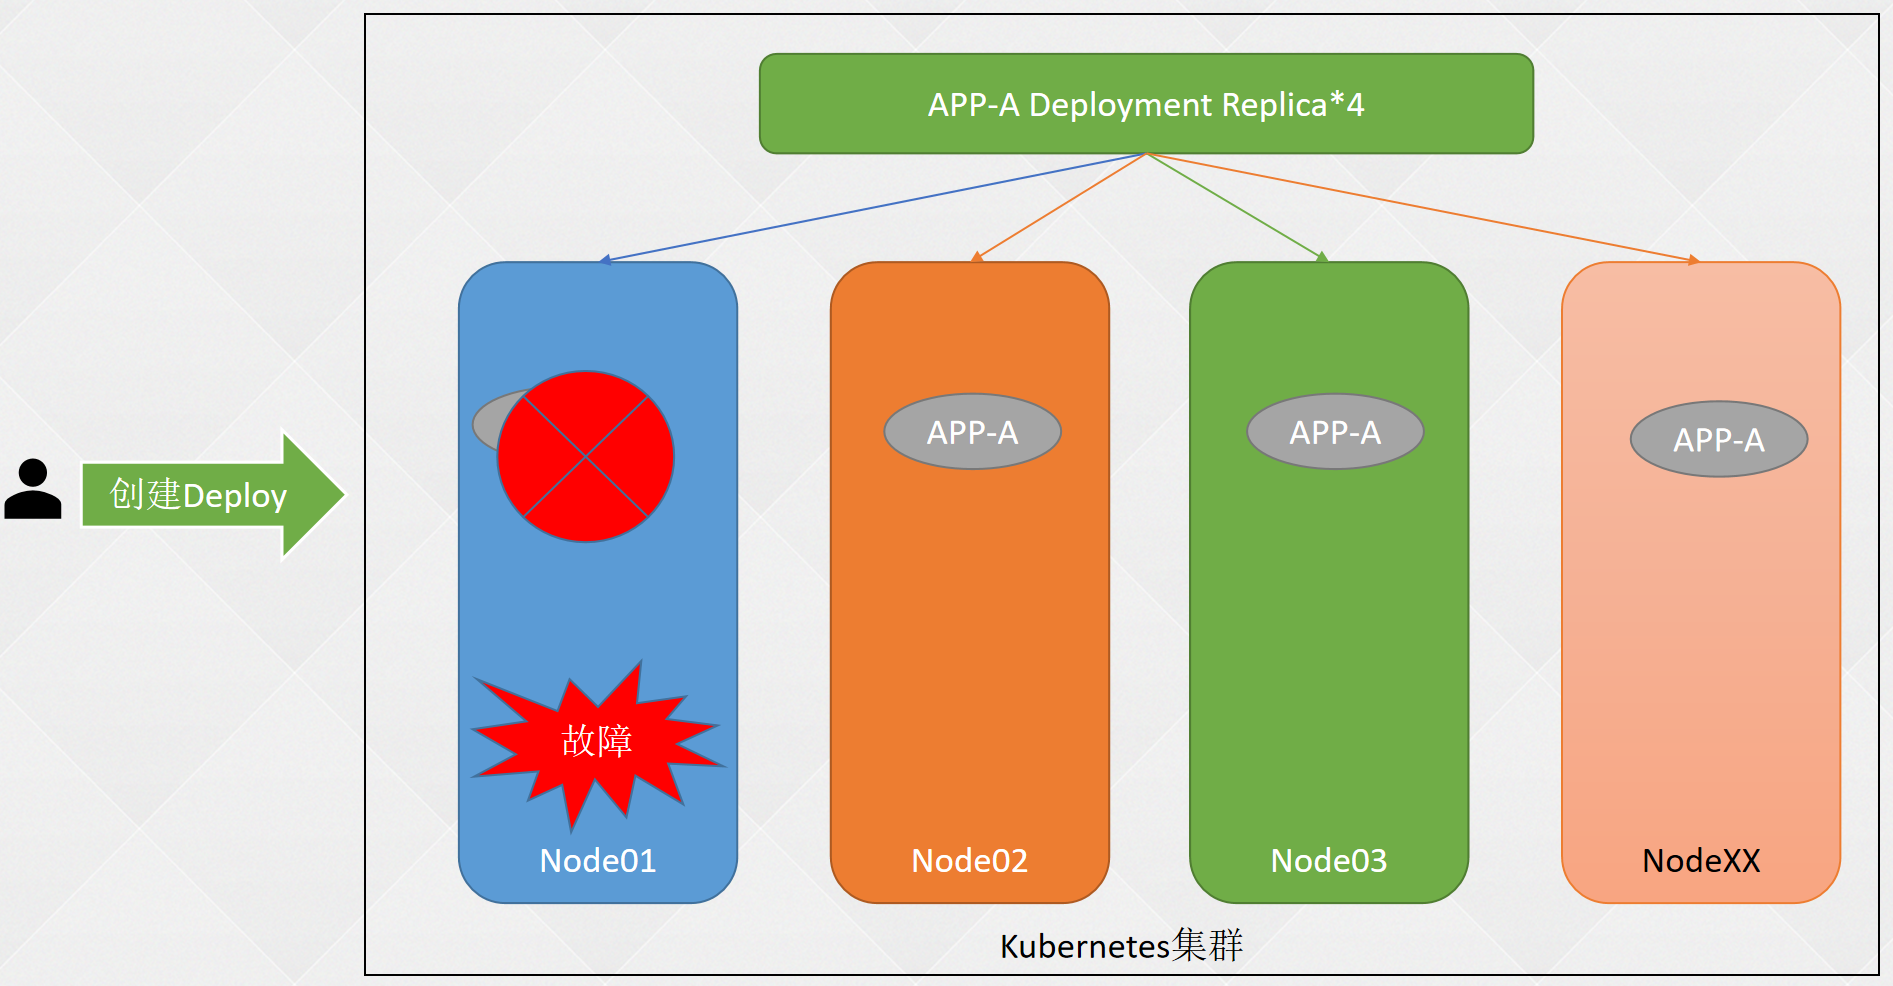 APP-A Deployment Replica*4
创建Deploy
APP-A
APP-A
APP-A
故障
Node01
Node02
Node03
NodeXX
Kubernetes集群